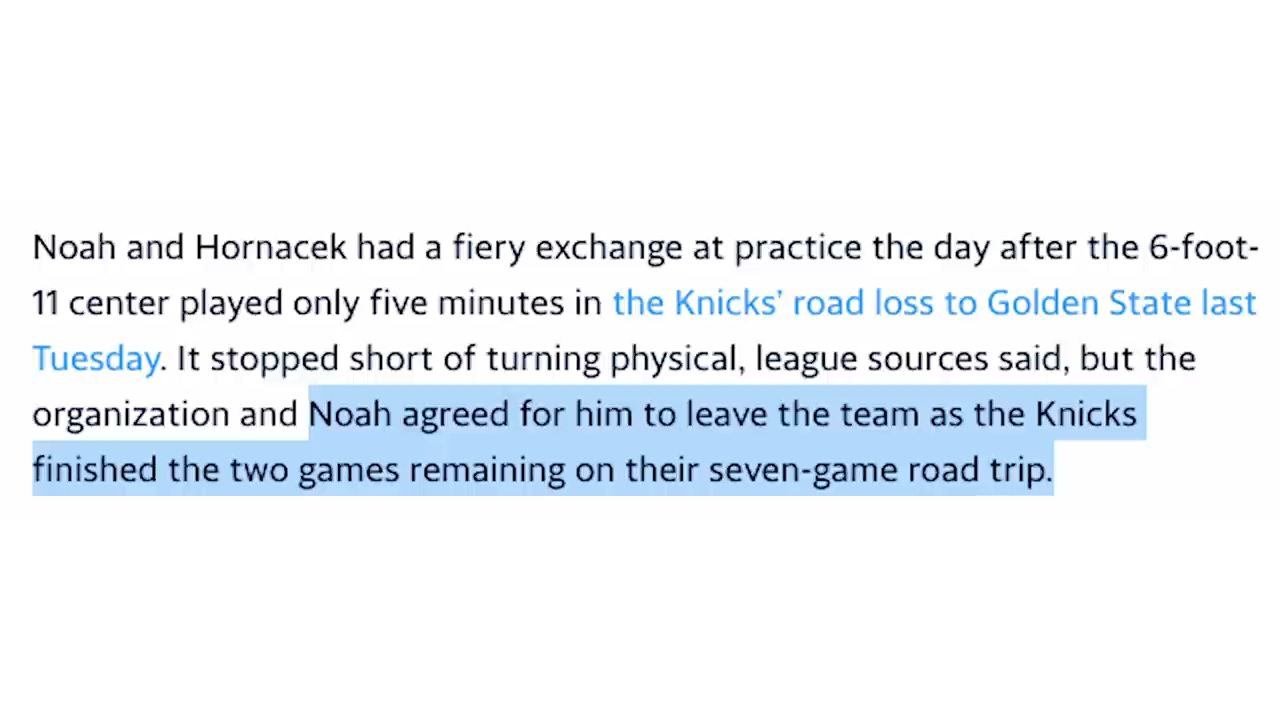 Noah and Hornacek had a fiery exchange at practice the day after the 6-foot-
11 center played only five minutes in the Knicks’ road loss to Golden State last
Tuesday. It stopped short of turning physical, league sources said, but the
organization and Noah agreed for him to leave the team as the Knicks
finished the two games remaining on their seven-game road trip.